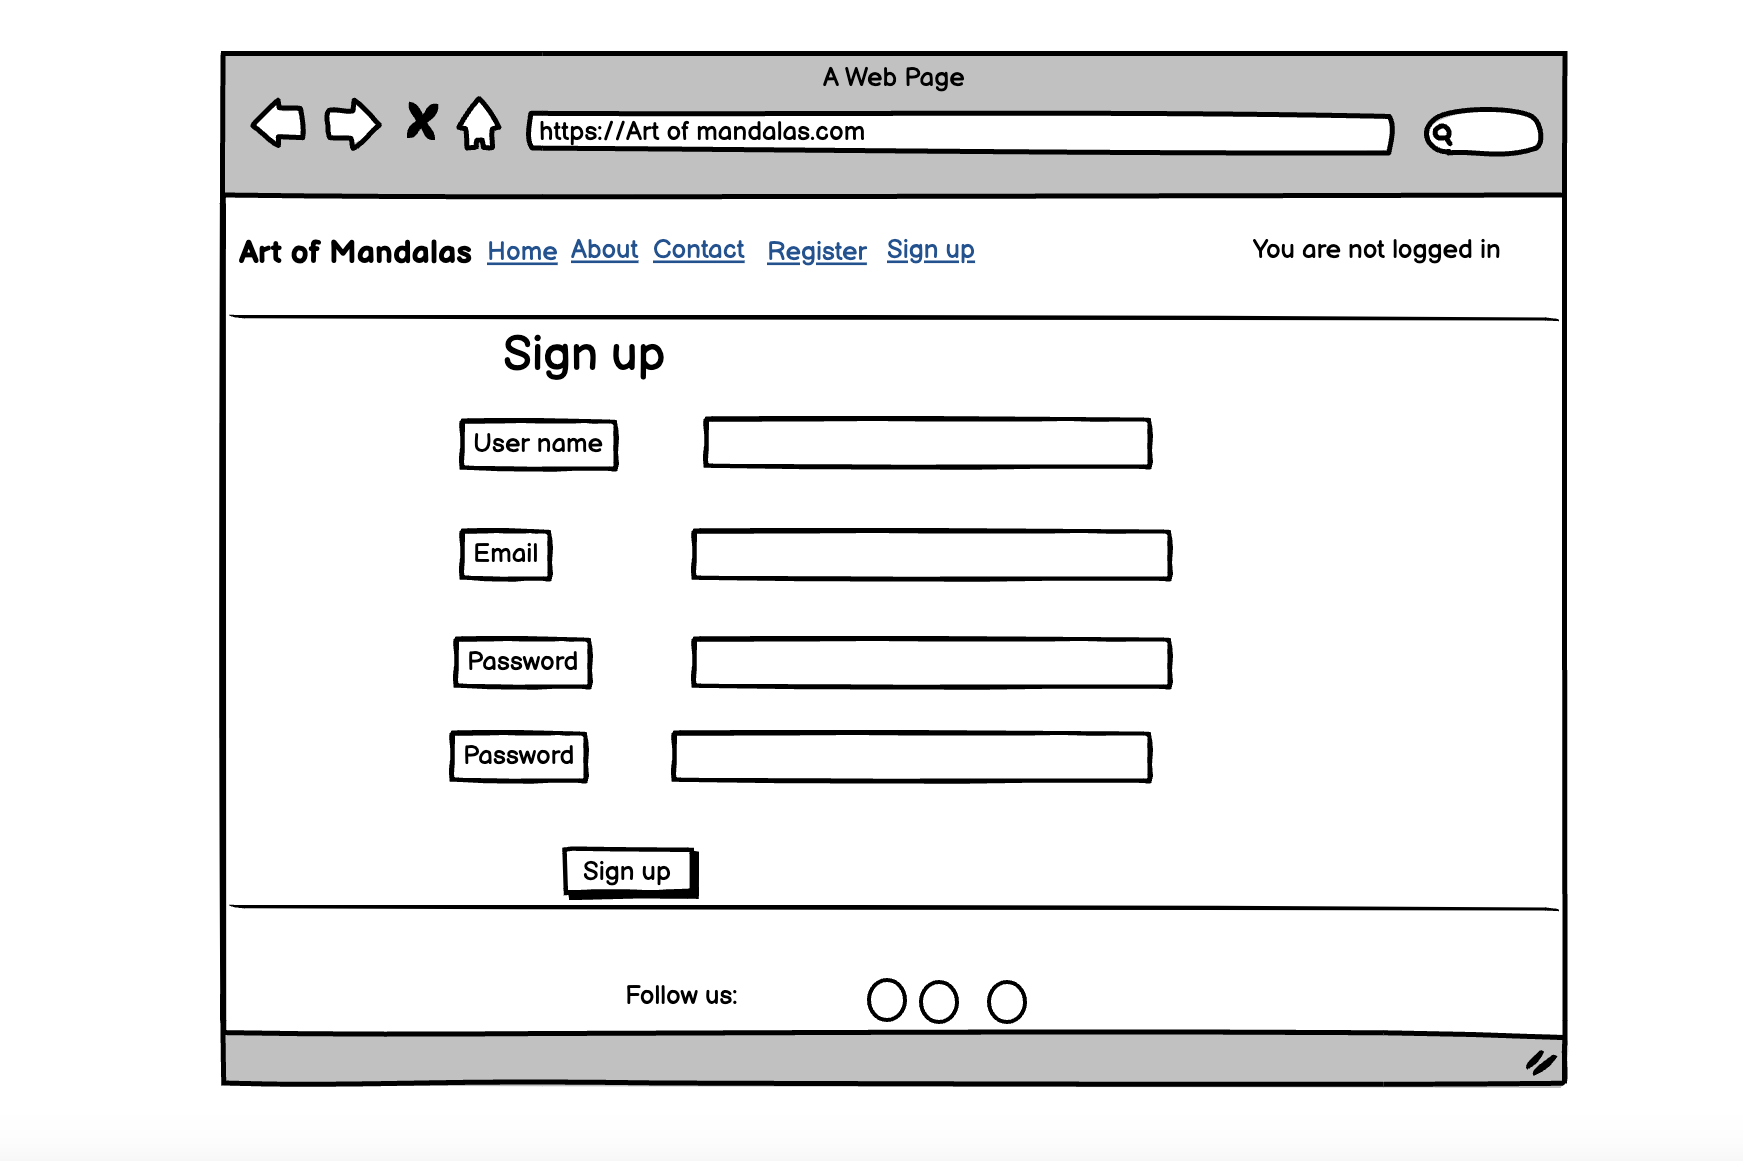 A Web Page
https://Art of mandalas.com
Art of Mandalas Home About Contact Register Sign up You are not logged in
Sign up
User name
Email
Password
Password
Sign up
Follow us: